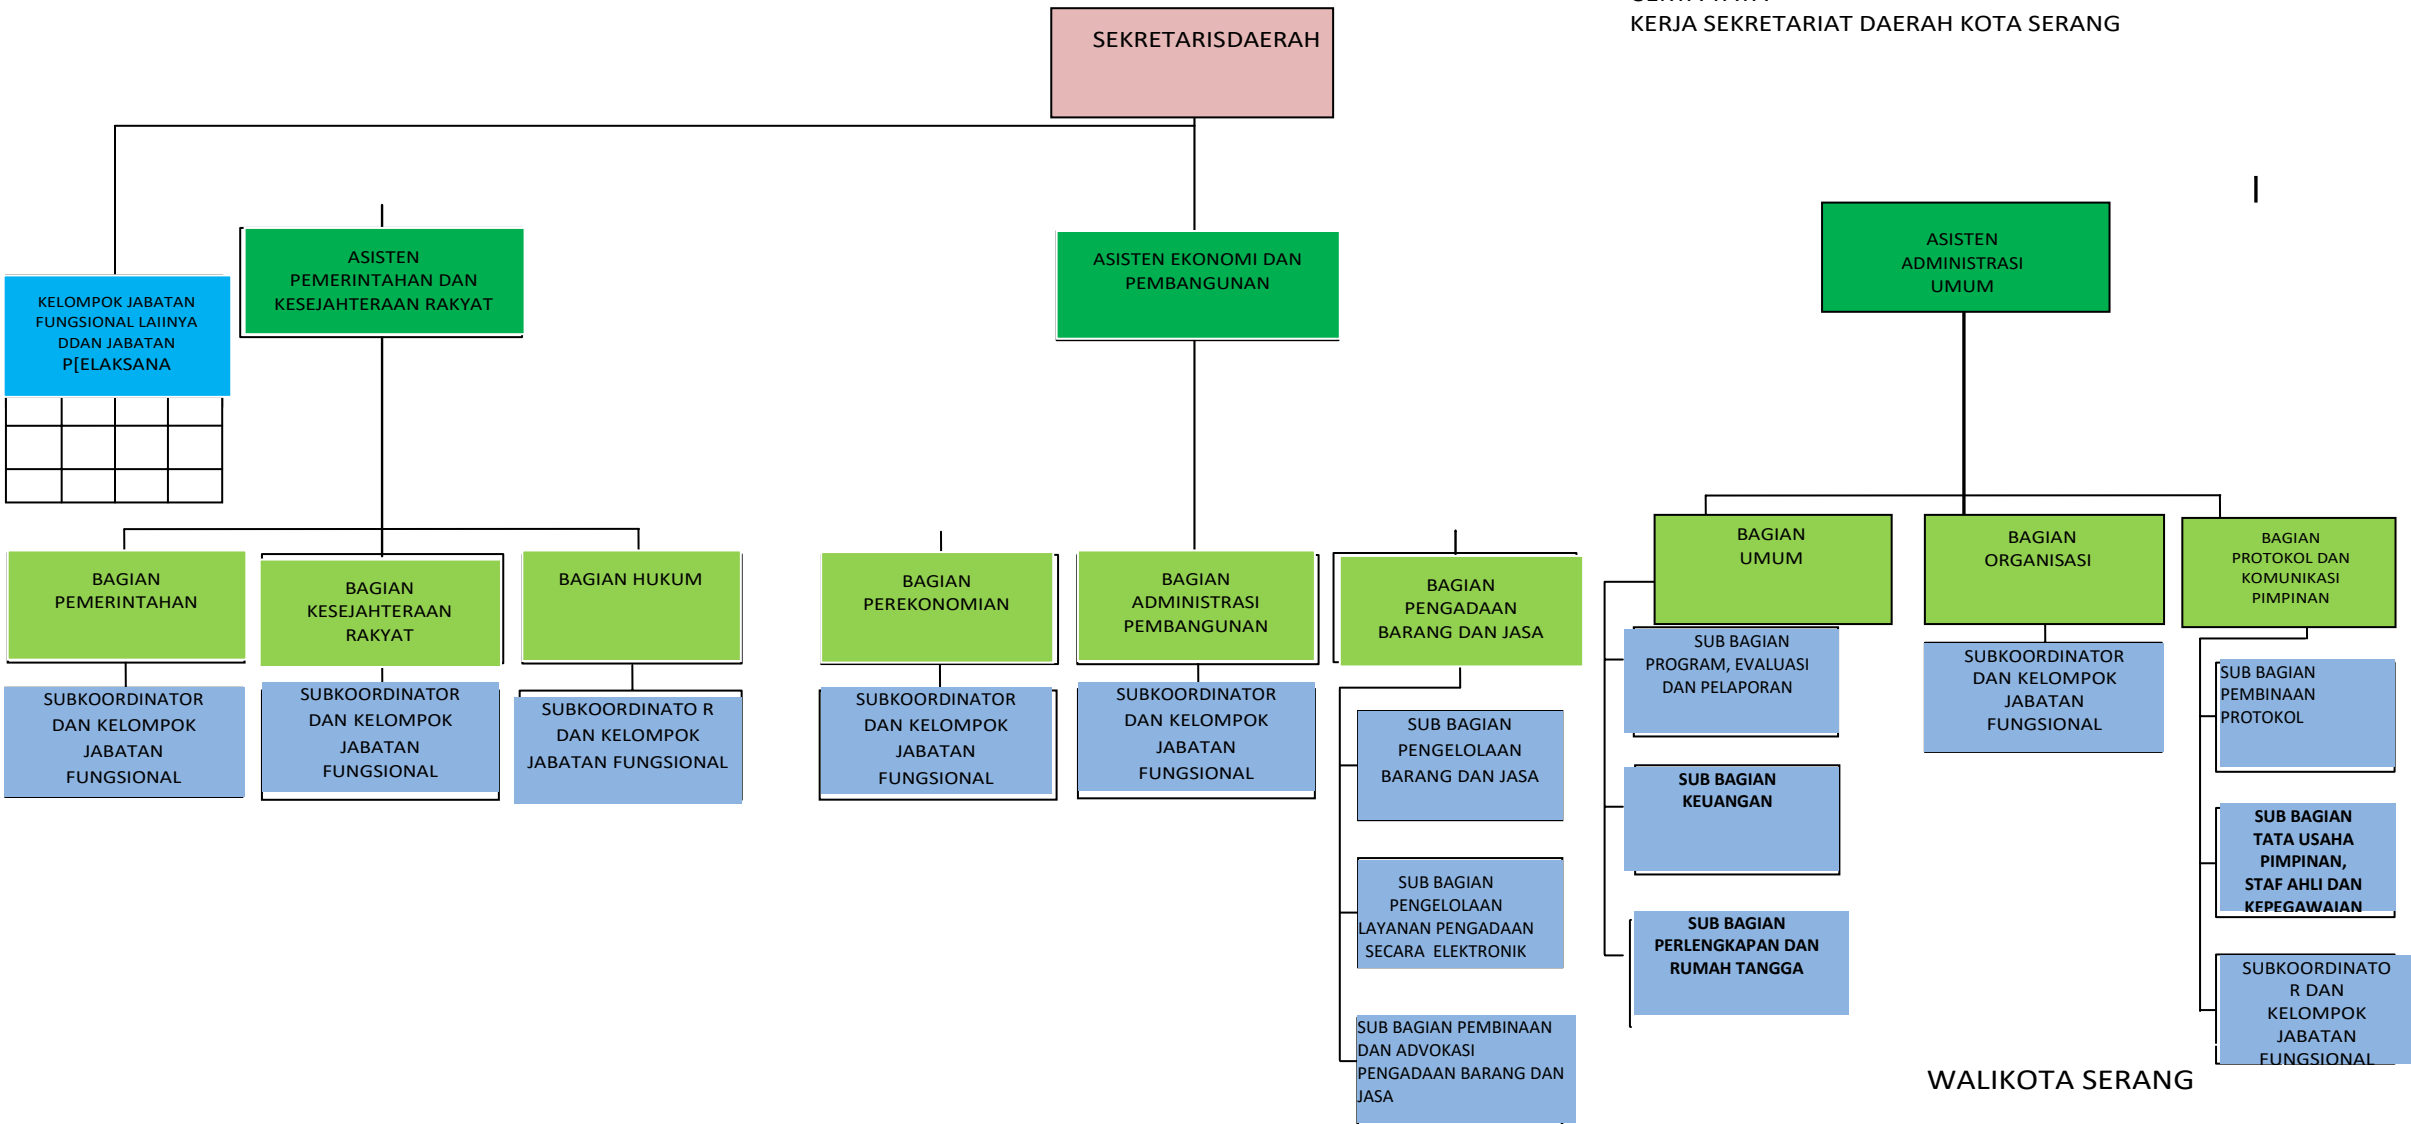 KERJA SEKRETARIAT DAERAH KOTA SERANG
SEKRETARISDAERAH
KELOMPOK JABATAN
FUNGSIONAL LAIINYA
DDAN JABATAN
P[ELAKSANA
ASISTEN
PEMERINTAHAN DAN
KESEJAHTERAAN RAKYAT
ASISTEN EKONOMI DAN
PEMBANGUNAN
ASISTEN
ADMINISTRASI
UMUM
BAGIAN
PEMERINTAHAN
BAGIAN
KESEJAHTERAAN
RAKYAT
BAGIAN HUKUM
BAGIAN
PEREKONOMIAN
BAGIAN
ADMINISTRASI
PEMBANGUNAN
BAGIAN
PENGADAAN
BARANG DAN JASA
BAGIAN
UMUM
BAGIAN
ORGANISASI
BAGIAN
PROTOKOL DAN
KOMUNIKASI
PIMPINAN
SUBKOORDINATOR
DAN KELOMPOK
JABATAN
FUNGSIONAL
SUBKOORDINATOR
DAN KELOMPOK
JABATAN
FUNGSIONAL
SUBKOORDINATO R
DAN KELOMPOK
JABATAN FUNGSIONAL
SUBKOORDINATOR
DAN KELOMPOK
JABATAN
FUNGSIONAL
SUBKOORDINATOR
DAN KELOMPOK
JABATAN
FUNGSIONAL
SUB BAGIAN
PENGELOLAAN
BARANG DAN JASA
SUB BAGIAN
PENGELOLAAN
LAYANAN PENGADAAN
SECARA ELEKTRONIK
SUB BAGIAN PEMBINAAN
DAN ADVOKASI
PENGADAAN BARANG DAN
JASA
SUB BAGIAN
PROGRAM, EVALUASI
DAN PELAPORAN
SUB BAGIAN
KEUANGAN
SUB BAGIAN
PERLENGKAPAN DAN
RUMAH TANGGA
SUBKOORDINATOR
DAN KELOMPOK
JABATAN
FUNGSIONAL
SUB BAGIAN
PEMBINAAN
PROTOKOL
SUB BAGIAN
TATA USAHA
PIMPINAN,
STAF AHLI DAN
KEPEGAWAIAN
SUBKOORDINATO
R DAN
KELOMPOK
JABATAN
FUNGSIONAL
WALIKOTA SERANG